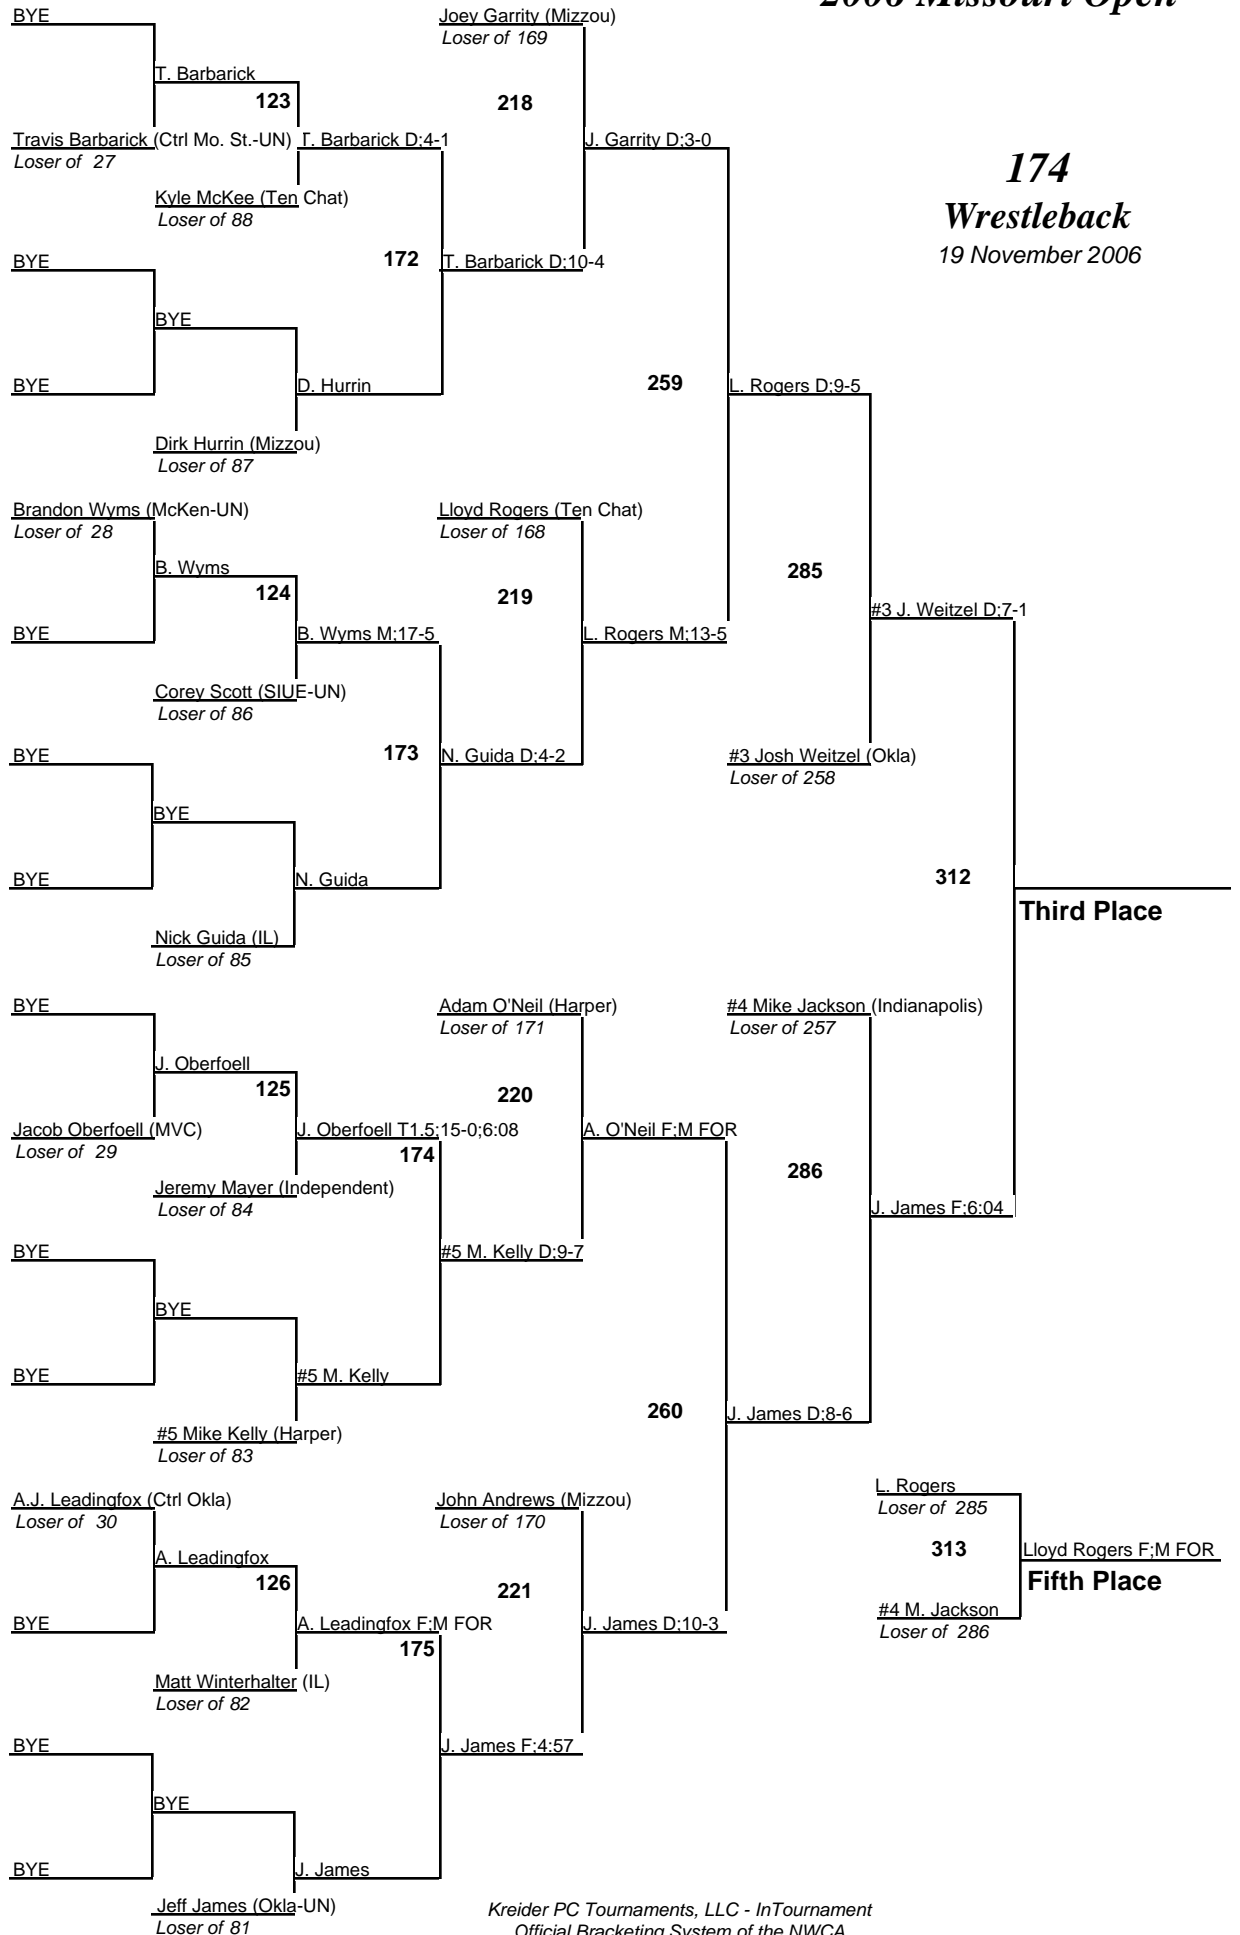 2006 Missouri Open
BYE
Joey Garrity (Mizzou)
Loser of 169
T. Barbarick
123
218
Travis Barbarick (Ctrl Mo. St.-UN)
T. Barbarick D;4-1
J. Garrity D;3-0
Loser of 27
174
Wrestleback
19 November 2006
Kyle McKee (Ten Chat)
Loser of 88
BYE
172
T. Barbarick D;10-4
BYE
BYE
D. Hurrin
259
L. Rogers D;9-5
Dirk Hurrin (Mizzou)
Loser of 87
Brandon Wyms (McKen-UN)
Loser of 28
Lloyd Rogers (Ten Chat)
Loser of 168
B. Wyms
124
219
285
#3 J. Weitzel D;7-1
BYE
B. Wyms M;17-5
L. Rogers M;13-5
Corey Scott (SIUE-UN)
Loser of 86
BYE
173
N. Guida D;4-2
#3 Josh Weitzel (Okla)
Loser of 258
BYE
BYE
N. Guida
312
Third Place
Nick Guida (IL)
Loser of 85
BYE
Adam O'Neil (Harper)
Loser of 171
#4 Mike Jackson (Indianapolis)
Loser of 257
J. Oberfoell
125
220
Jacob Oberfoell (MVC)
Loser of 29
J. Oberfoell T1.5;15-0;6:08
A. O'Neil F;M FOR
174
286
Jeremy Mayer (Independent)
Loser of 84
J. James F;6:04
BYE
#5 M. Kelly D;9-7
BYE
BYE
#5 M. Kelly
260
J. James D;8-6
#5 Mike Kelly (Harper)
Loser of 83
L. Rogers
Loser of 285
A.J. Leadingfox (Ctrl Okla)
Loser of 30
John Andrews (Mizzou)
Loser of 170
313
Lloyd Rogers F;M FOR
Fifth Place
A. Leadingfox
126
221
#4 M. Jackson
Loser of 286
BYE
A. Leadingfox F;M FOR
J. James D;10-3
175
Matt Winterhalter (IL)
Loser of 82
BYE
J. James F;4:57
BYE
BYE
J. James
Jeff James (Okla-UN)
Loser of 81
Kreider PC Tournaments, LLC - InTournament
Official Bracketing System of the NWCA